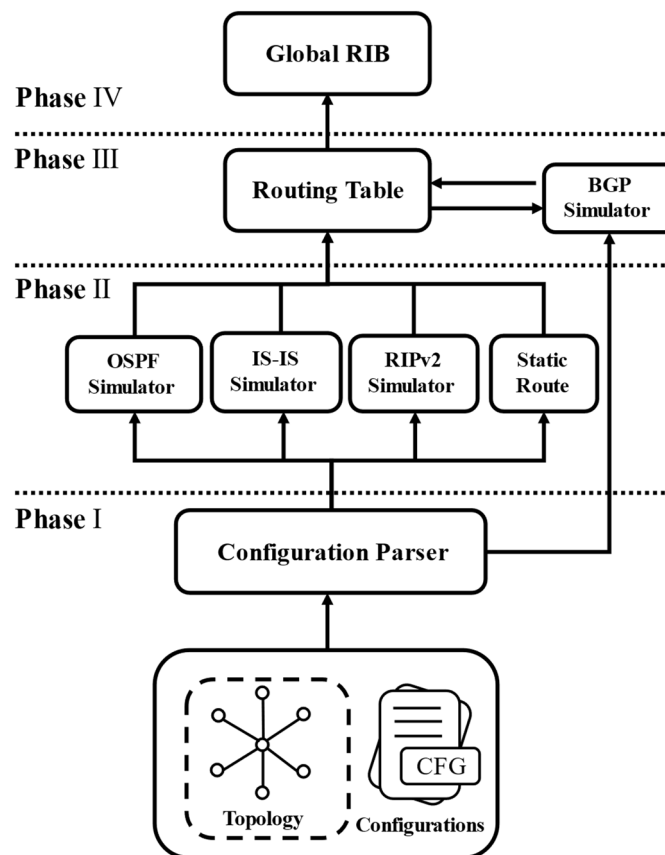 Global RIB
Phase IV
Phase III
Routing Table
BGP
Simulator
Phase II
OSPF
Simulator
IS-IS
Simulator
RIPv2
Simulator
Static
Route
Phase I
Configuration Parser
CFG
Topology
Configurations